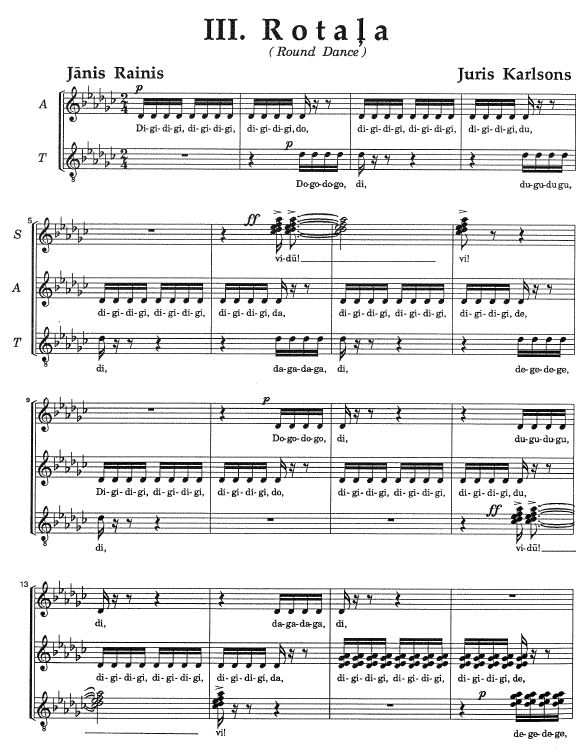 III. Rotaļa
(Round Dance)
Jānis Rainis
Juris Karlsons
A
p
Di-gi-di-gi, di-gi-di-gi, di-gi-di-gi, do, di-gi-di-gi, di-gi-di-gi, di-gi-di-gi, du,
T
p
Do-go-do-go, di, du-gu-du gu,
5
S
ff
vi-dū! vi!
A
di-gi-di-gi, di-gi-di-gi, di-gi-di-gi, da, di-gi-di-gi, di-gi-di-gi, di-gi-di-gi, de,
T
di, da-ga-da-ga, di, de-ge-de-ge,
9
p
Do-go-do-go, di, du-gu-du-gu,
Di-gi-di-gi, di-gi-di-gi, di-gi-di-gi, do, di-gi-di-gi, di-gi-di-gi, di-gi-di-gi, du,
ff
di, vi-dū!
13
di, da-ga-da-ga, di,
di-gi-di-gi, di-gi-di-gi, di-gi-di-gi, da, di-gi-di-gi, di-gi-di-gi, di-gi-di-gi, de,
p
vi! de-ge-de-ge,